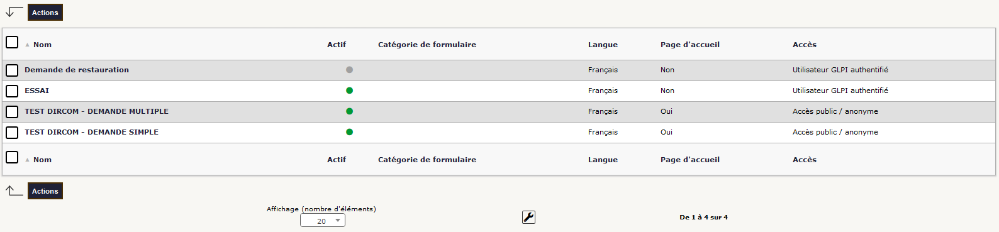 Actions
Nom Actif Catégorie de formulaire Langue Page d'accueil Accès
Demande de restauration Français Non Utilisateur GLPI authentifié
ESSAI Français Non Utilisateur GLPI authentifié
TEST DIRCOM - DEMANDE MULTIPLE Français Oui Accès public / anonyme
TEST DIRCOM - DEMANDE SIMPLE Français Oui Accès public / anonyme
Nom Actif Catégorie de formulaire Langue Page d'accueil Accès
Actions
Affichage (nombre d'éléments)
20
De 1 à 4 sur 4